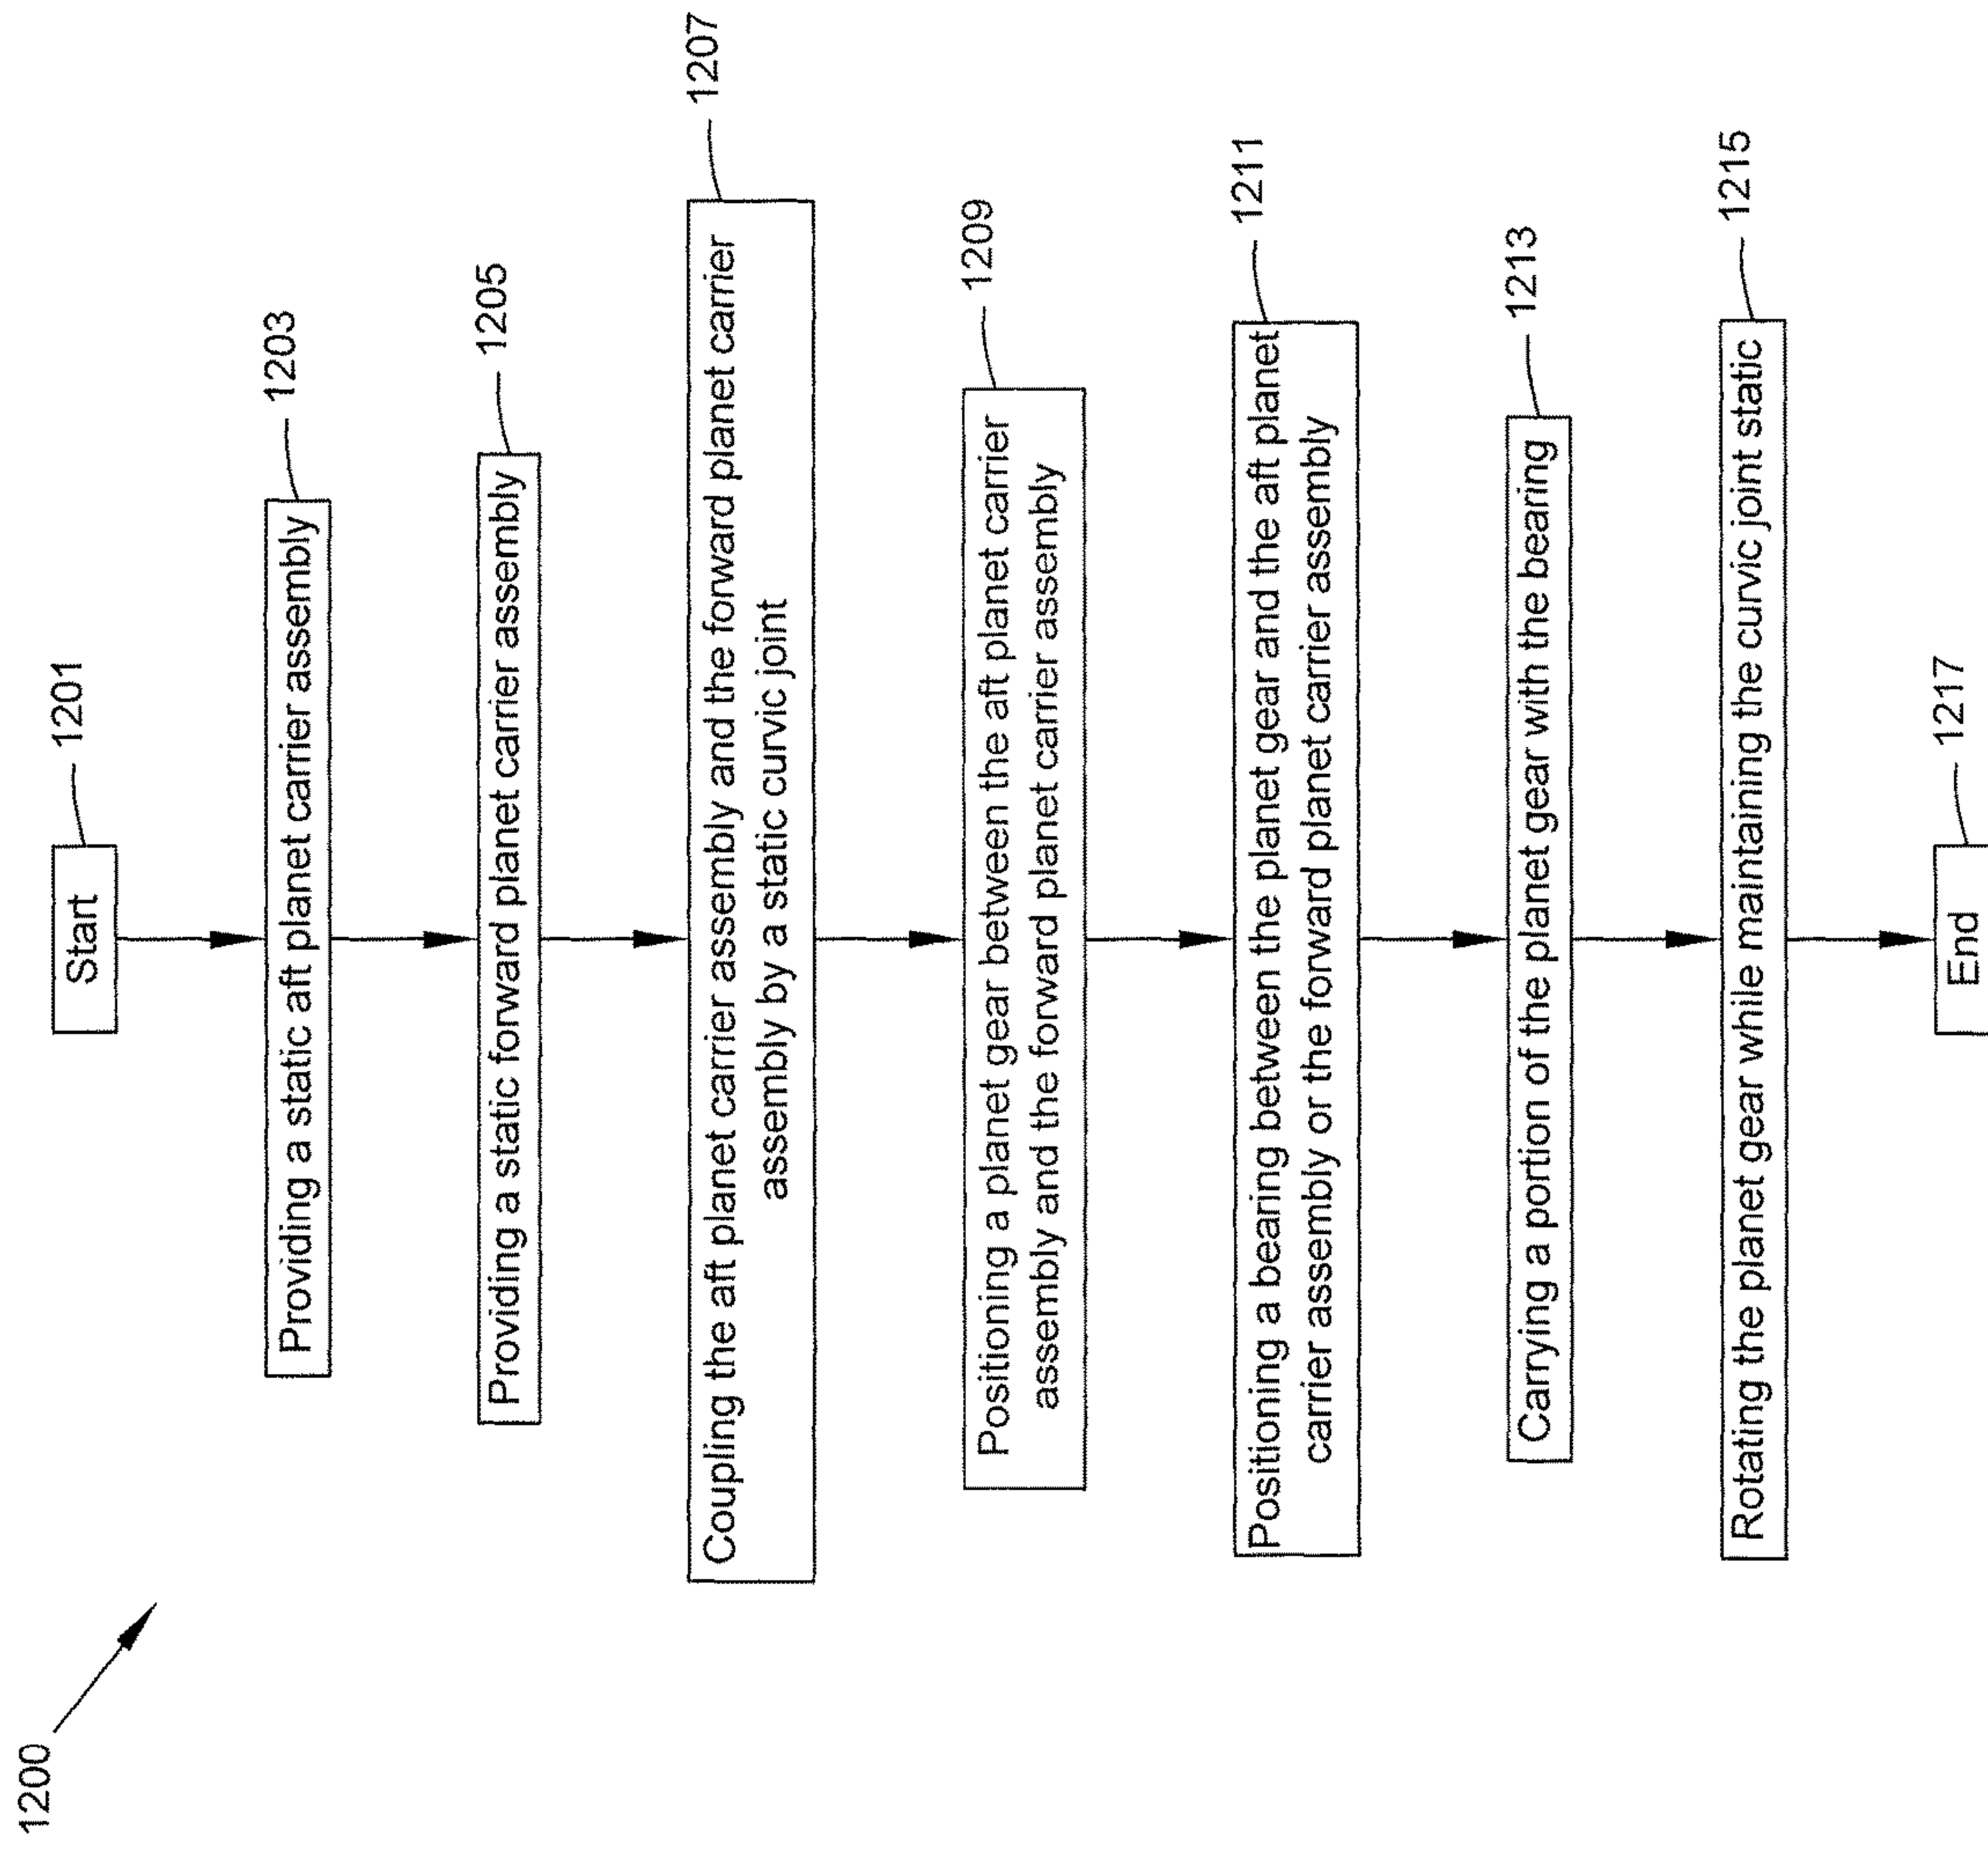 1200
Start
1201
Providing a static aft planet carrier assembly
1203
Providing a static forward planet carrier assembly
1205
Coupling the aft planet carrier assembly and the forward planet carrier
assembly by a static curvic joint
1207
Positioning a planet gear between the aft planet carrier
assembly and the forward planet carrier assembly
1209
Positioning a bearing between the planet gear and the aft planet
carrier assembly or the forward planet carrier assembly
1211
Carrying a portion of the planet gear with the bearing
1213
Rotating the planet gear while maintaining the curvic joint static
1215
End
1217